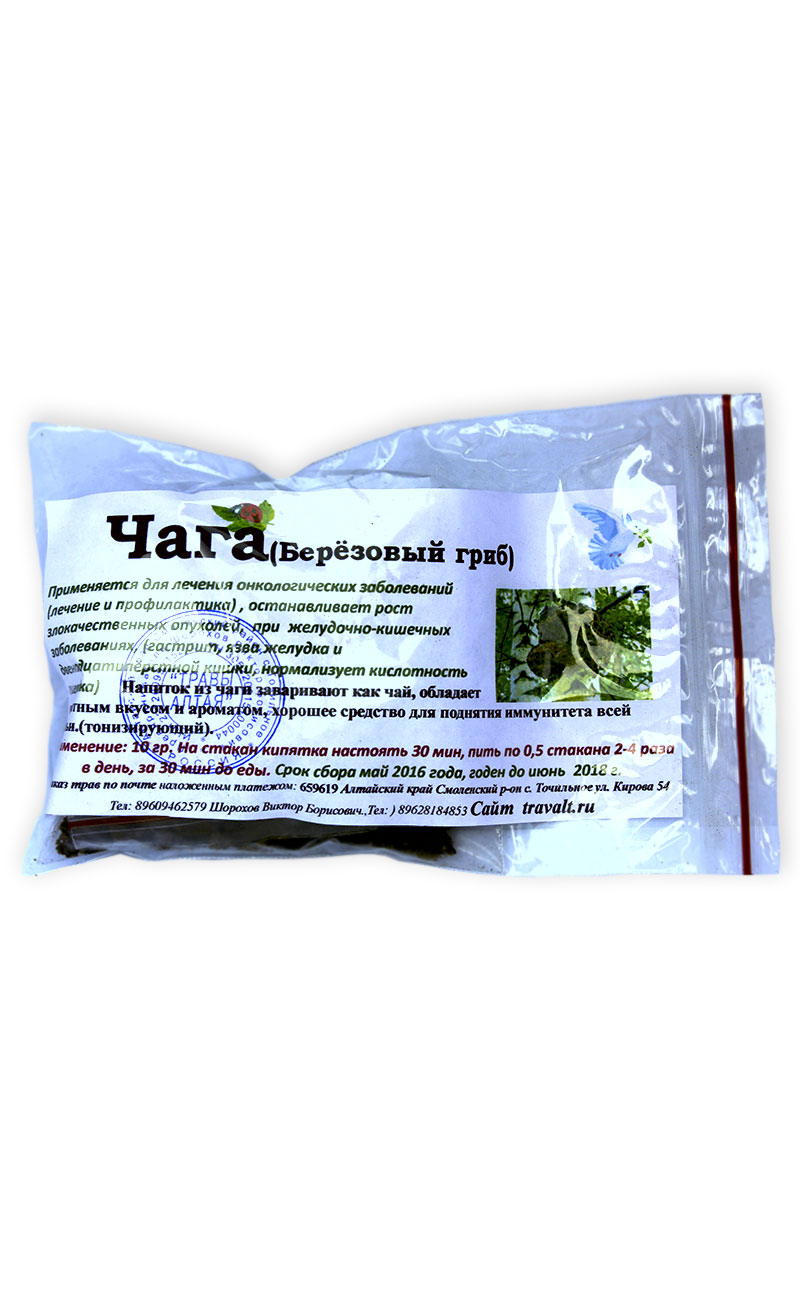 Чага (Берёзовый гриб)
Применяется для лечения онкологических заболеваний
(лечение и профилактика) , останавливает рост
злокачественных опухолей, при желудочно-кишечных
заболеваниях. (гастрит, язва желудка и
двенадцатипёрстной кишки, нормализует кислотность
Напиток из чаги заваривают как чай, обладает
вкусом и ароматом, хорошее средство для поднятия иммунитета всей
(тонизирующий).
менение: 10 гр. На стакан кипятка настоять 30 мин, пить по 0,5 стакана 2-4 раза
в день, за 30 мин до еды. Срок сбора май 2016 года, годен до июнь 2018 г.
каз трав по почте наложенным платежом: 659619 Алтайский край Смоленский р-он с. Точильное ул. Кирова 54
Тел: 89609462579 Шорохов Виктор Борисович.,Тел: ) 89628184853 Сайт travalt.ru
"ТРАВЫ
АЛТАЯ"